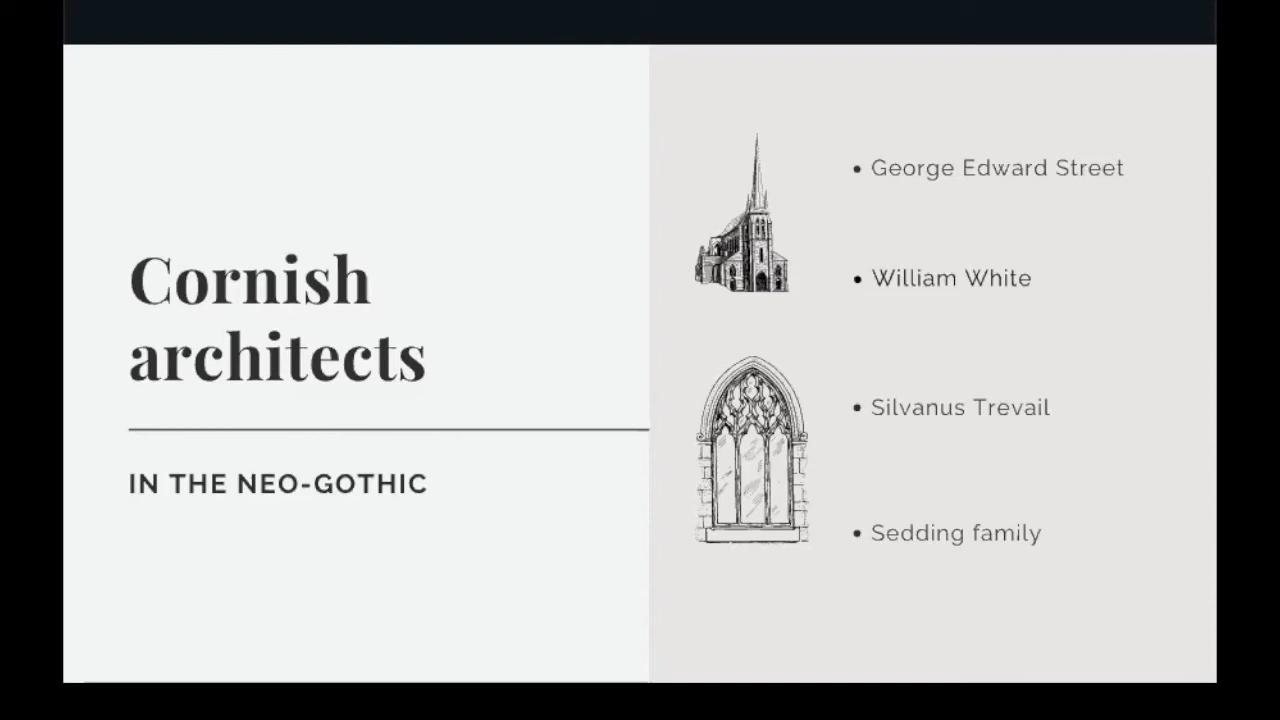 Cornish
architects
IN THE NEO-GOTHIC
• George Edward Street
• William White
• Silvanus Trevail
• Sedding family